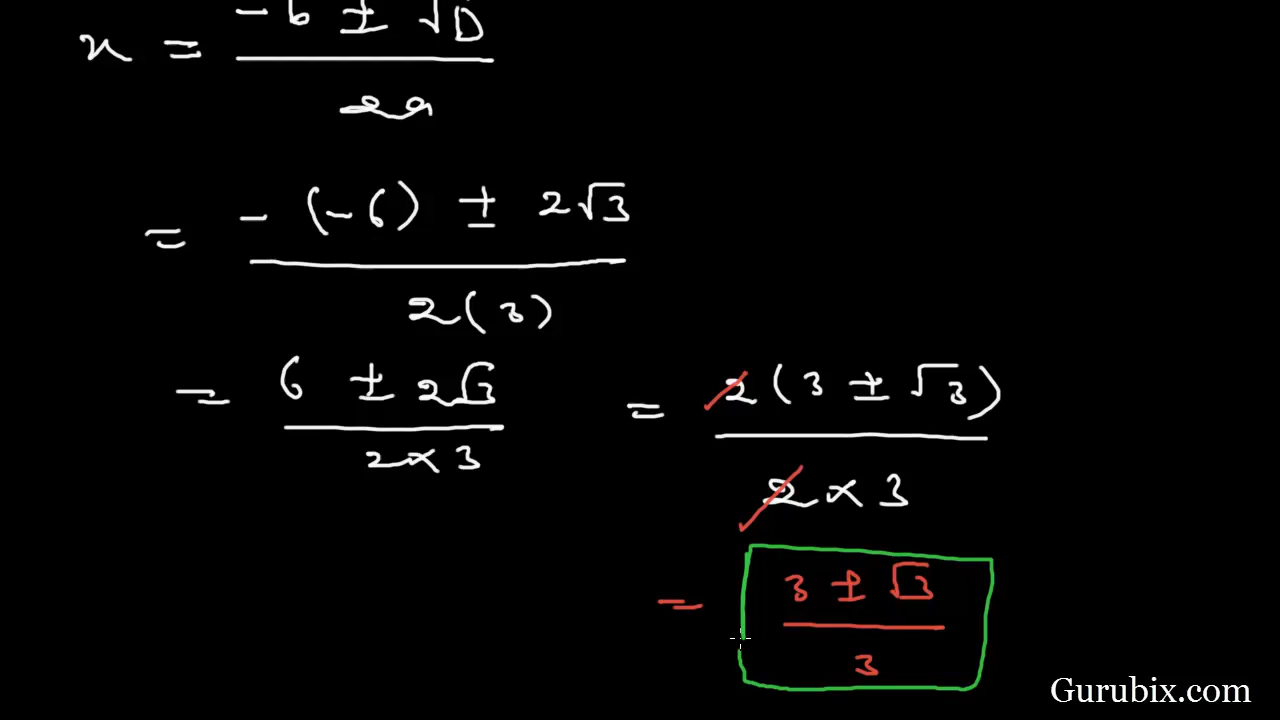 x = (-b ± √D) / 2a
= (-(-6) ± 2√3) / 2(3)
= (6 ± 2√3) / (2×3) = 2(3 ± √3) / (2×3)
= (3 ± √3) / 3
Gurubix.com